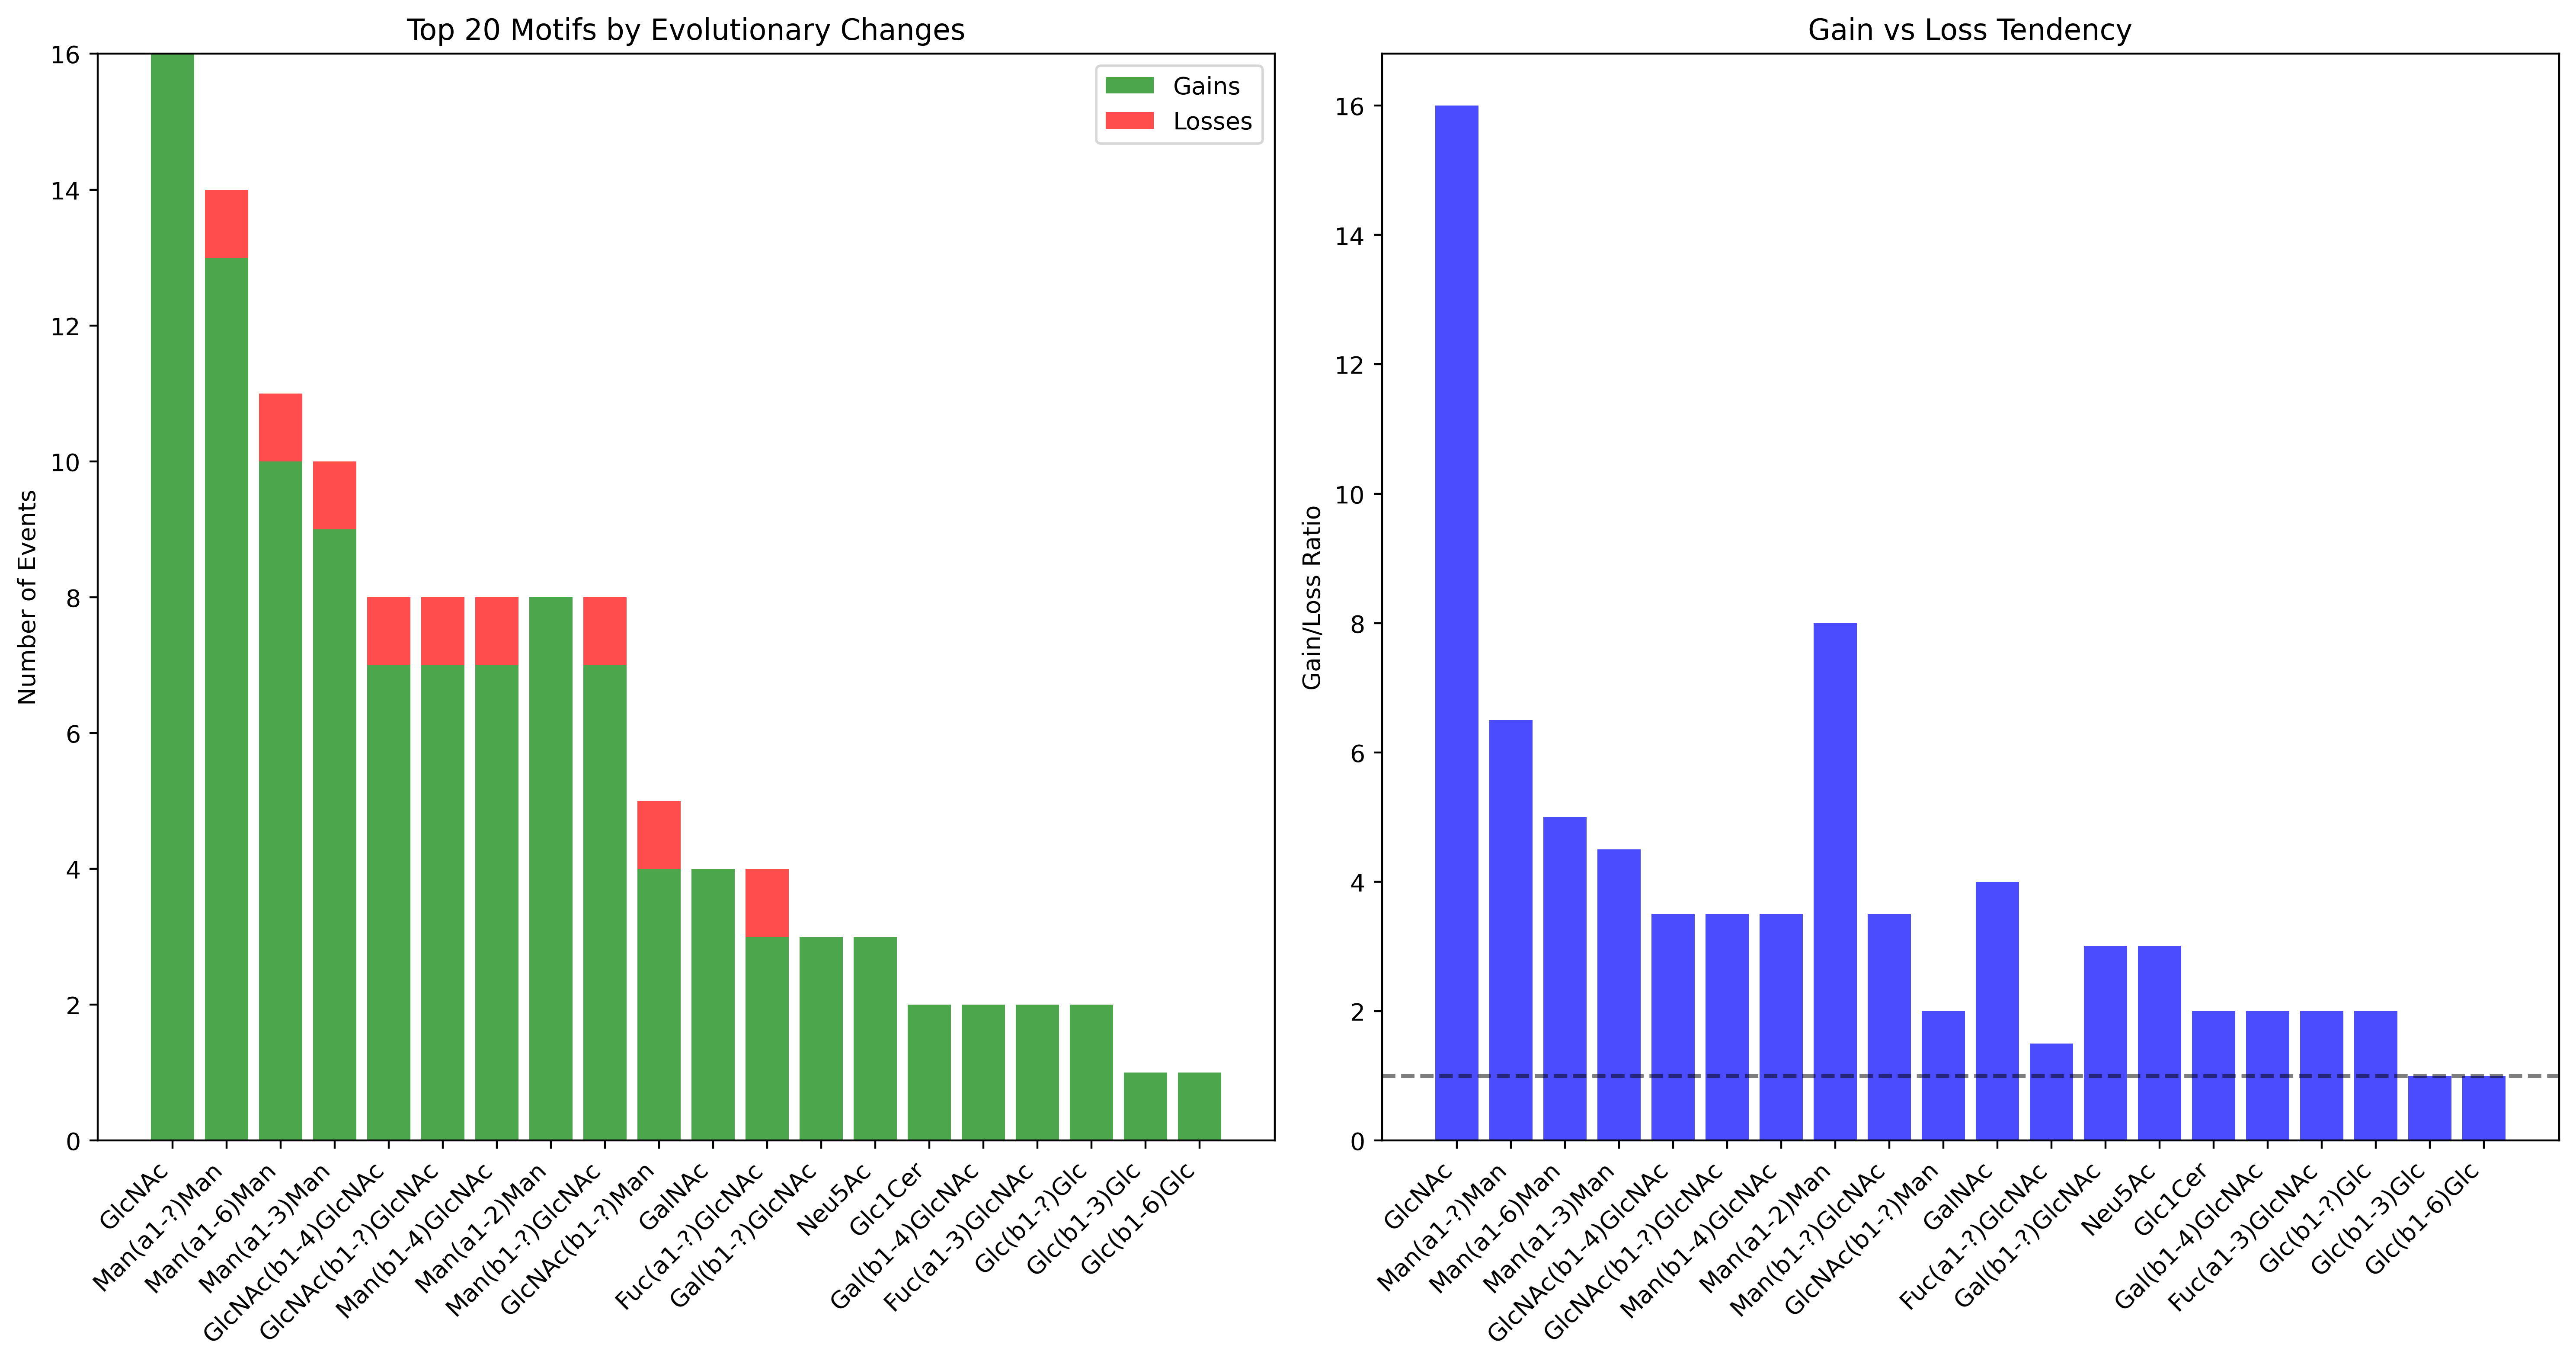 Top 20 Motifs by Evolutionary Changes
Number of Events
16
14
12
10
8
6
4
2
0
Gains
Losses
GlcNAc
Man(a1-?)Man
Man(a1-6)Man
Man(a1-3)Man
GlcNAc(b1-4)GlcNAc
GlcNAc(b1-?)GlcNAc
Man(b1-4)GlcNAc
Man(a1-2)Man
Man(b1-?)GlcNAc
GlcNAc(b1-?)Man
GalNAc
Fuc(a1-?)GlcNAc
Gal(b1-?)GlcNAc
Neu5Ac
Glc1Cer
Gal(b1-4)GlcNAc
Fuc(a1-3)GlcNAc
Glc(b1-?)Glc
Glc(b1-3)Glc
Glc(b1-6)Glc
Gain vs Loss Tendency
Gain/Loss Ratio
16
14
12
10
8
6
4
2
0
GlcNAc
Man(a1-?)Man
Man(a1-6)Man
Man(a1-3)Man
GlcNAc(b1-4)GlcNAc
GlcNAc(b1-?)GlcNAc
Man(b1-4)GlcNAc
Man(a1-2)Man
Man(b1-?)GlcNAc
GlcNAc(b1-?)Man
GalNAc
Fuc(a1-?)GlcNAc
Gal(b1-?)GlcNAc
Neu5Ac
Glc1Cer
Gal(b1-4)GlcNAc
Fuc(a1-3)GlcNAc
Glc(b1-?)Glc
Glc(b1-3)Glc
Glc(b1-6)Glc